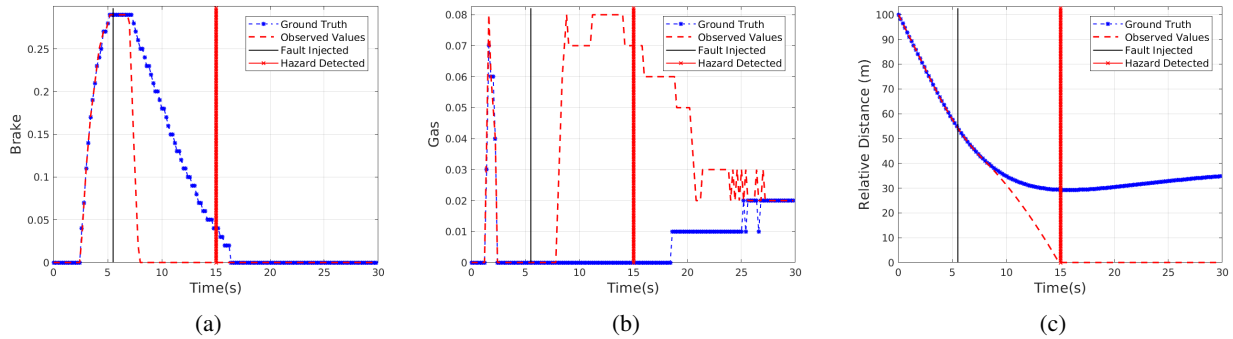 Brake
0.25
0.2
0.15
0.1
0.05
0
0 5 10 15 20 25 30
Time(s)
Ground Truth
Observed Values
Fault Injected
Hazard Detected
(a)
Gas
0.08
0.07
0.06
0.05
0.04
0.03
0.02
0.01
0
0 5 10 15 20 25 30
Time(s)
Ground Truth
Observed Values
Fault Injected
Hazard Detected
(b)
Relative Distance (m)
100
90
80
70
60
50
40
30
20
10
0
0 5 10 15 20 25 30
Time(s)
Ground Truth
Observed Values
Fault Injected
Hazard Detected
(c)